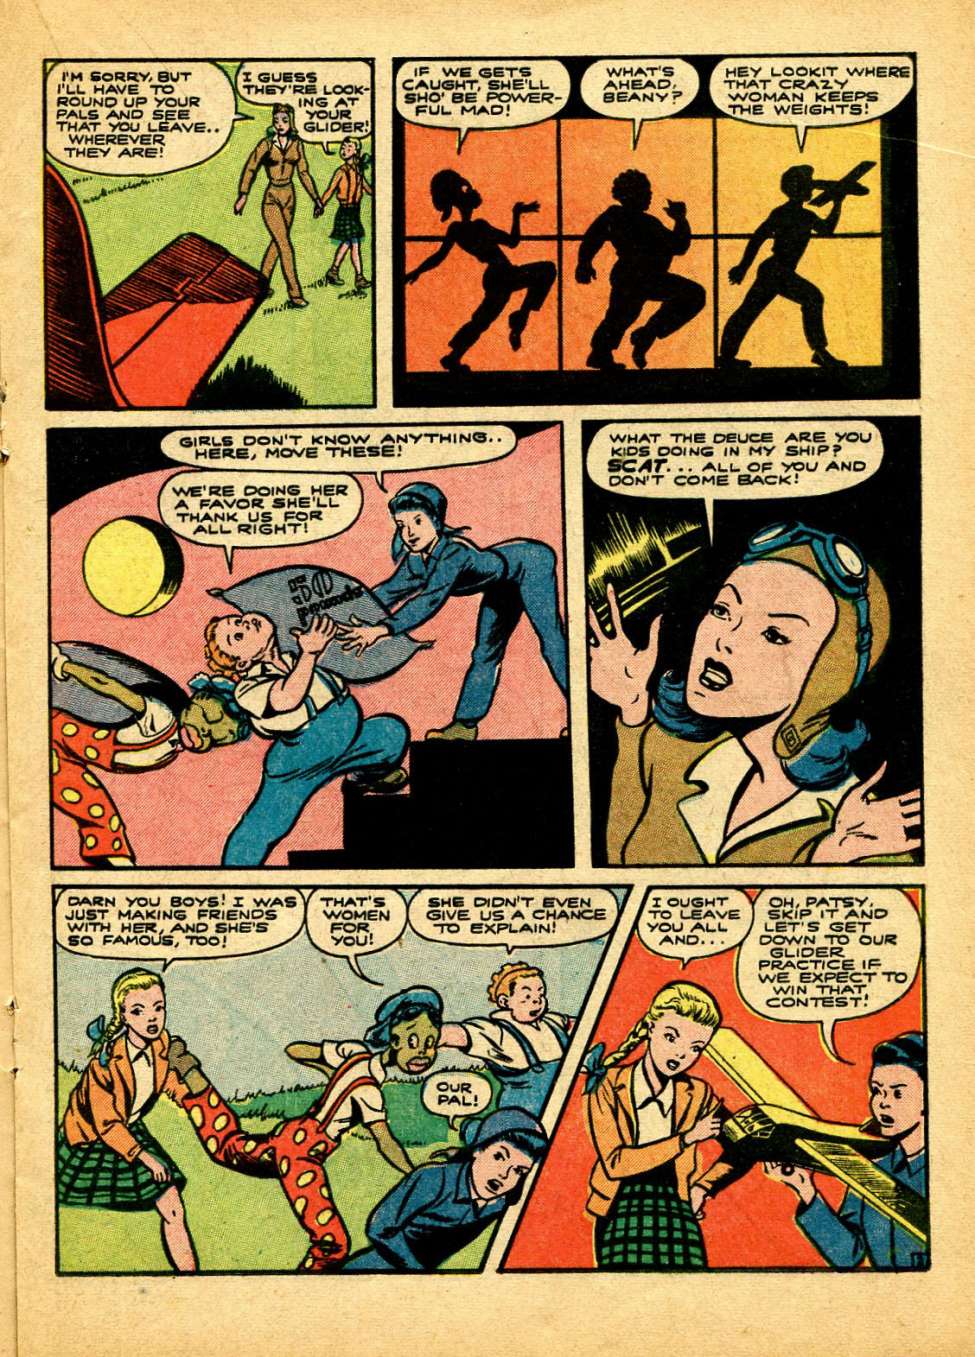 I'M SORRY, BUT
I'LL HAVE TO
ROUND UP YOUR
PALS AND SEE
THAT YOU LEAVE..
WHEREVER
THEY ARE!
I GUESS
THEY'RE LOOK-
ING AT
YOUR
GLIDER!
IF WE GETS
CAUGHT, SHE'LL
SHO' BE POWER-
FUL MAD!
WHAT'S
AHEAD,
BEANY?
HEY LOOKIT WHERE
THAT CRAZY
WOMAN KEEPS
THE WEIGHTS!
GIRLS DON'T KNOW ANYTHING..
HERE, MOVE THESE!
WE'RE DOING HER
A FAVOR SHE'LL
THANK US FOR
ALL RIGHT!
WHAT THE DEUCE ARE YOU
KIDS DOING IN MY SHIP?
SCAT... ALL OF YOU AND
DON'T COME BACK!
DARN YOU BOYS! I WAS
JUST MAKING FRIENDS
WITH HER, AND SHE'S
SO FAMOUS, TOO!
THAT'S
WOMEN
FOR
YOU!
SHE DIDN'T EVEN
GIVE US A CHANCE
TO EXPLAIN!
OUR
PAL!
I OUGHT
TO LEAVE
YOU ALL
AND...
OH, PATSY,
SKIP IT AND
LET'S GET
DOWN TO OUR
GLIDER
PRACTICE IF
WE EXPECT TO
WIN THAT
CONTEST!